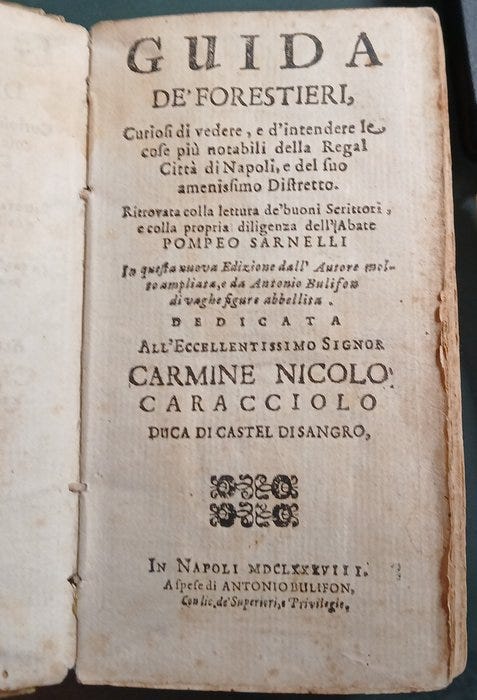 GUIDA
DE' FORESTIERI,
Curiosi di vedere, e d'intendere le
cose più notabili della Regal
Città di Napoli, e del suo
amenissimo Distretto.
Ritrovata colla lettura de' buoni Scrittori,
e colla propria diligenza dell'Abate
POMPEO SARNELLI
In questa nuova Edizione dall' Autore mol-
to ampliata, e da Antonio Bulifon
di vaghe figure abbellita.
DEDICATA
ALL'ECCELLENTISSIMO SIGNOR
CARMINE NICOLO'
CARACCIOLO
DUCA DI CASTEL DI SANGRO,
IN NAPOLI MDCLXXXVIII.
A spese di ANTONIO BULIFON,
Con lic. de' Superiori, e Privilegio.